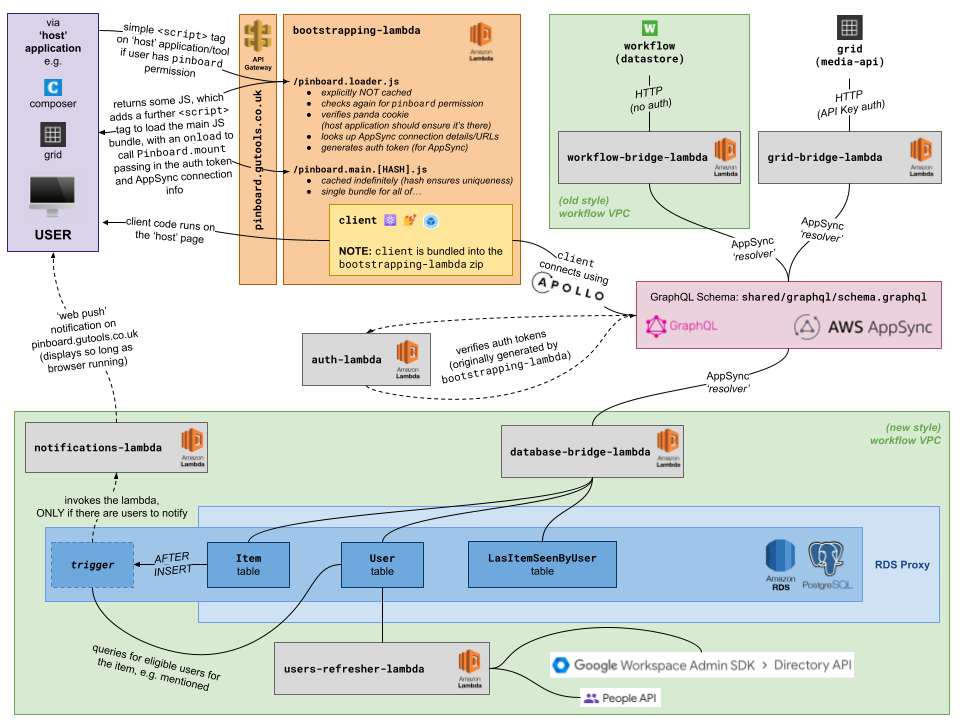 via
‘host’
application
e.g.
composer
grid
USER
simple <script> tag
on ‘host’ application/tool
if user has pinboard
permission
returns some JS, which
adds a further <script>
tag to load the main JS
bundle, with an onload to
call Pinboard.mount
passing in the auth token
and AppSync connection
info
client code runs on
the ‘host’ page
API
Gateway
pinboard.gutools.co.uk
bootstrapping-lambda
Amazon
Lambda
/pinboard.loader.js
● explicitly NOT cached
● checks again for pinboard permission
● verifies panda cookie
(host application should ensure it's there)
● looks up AppSync connection details/URLs
● generates auth token (for AppSync)
/pinboard.main.[HASH].js
● cached indefinitely (hash ensures uniqueness)
● single bundle for all of…
client
NOTE: client is bundled into the
bootstrapping-lambda zip
W
workflow
(datastore)
HTTP
(no auth)
workflow-bridge-lambda
Amazon
Lambda
(old style)
workflow VPC
grid
(media-api)
HTTP
(API Key auth)
grid-bridge-lambda
Amazon
Lambda
AppSync
‘resolver’
AppSync
‘resolver’
client
connects using
APOLLO
GraphQL Schema: shared/graphql/schema.graphql
GraphQL
AWS AppSync
auth-lambda
Amazon
Lambda
verifies auth tokens
(originally generated by
bootstrapping-lambda)
AppSync
‘resolver’
‘web push’
notification on
pinboard.gutools.co.uk
(displays so long as
browser running)
(new style)
workflow VPC
notifications-lambda
Amazon
Lambda
database-bridge-lambda
Amazon
Lambda
invokes the lambda,
ONLY if there are users to notify
trigger
AFTER
INSERT
Item
table
User
table
LasItemSeenByUser
table
Amazon
RDS
PostgreSQL
RDS Proxy
queries for eligible users for
the item, e.g. mentioned
users-refresher-lambda
Amazon
Lambda
Google Workspace Admin SDK > Directory API
People API